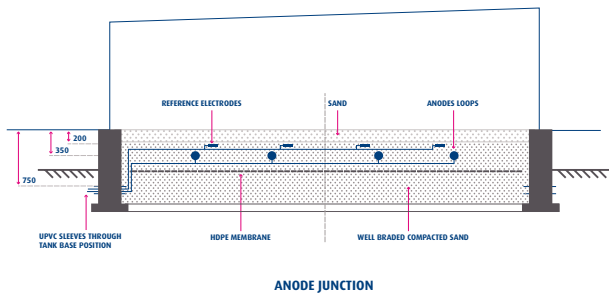 REFERENCE ELECTRODES
SAND
ANODES LOOPS
200
350
750
UPVC SLEEVES THROUGH
TANK BASE POSITION
HDPE MEMBRANE
WELL BRADED COMPACTED SAND
ANODE JUNCTION